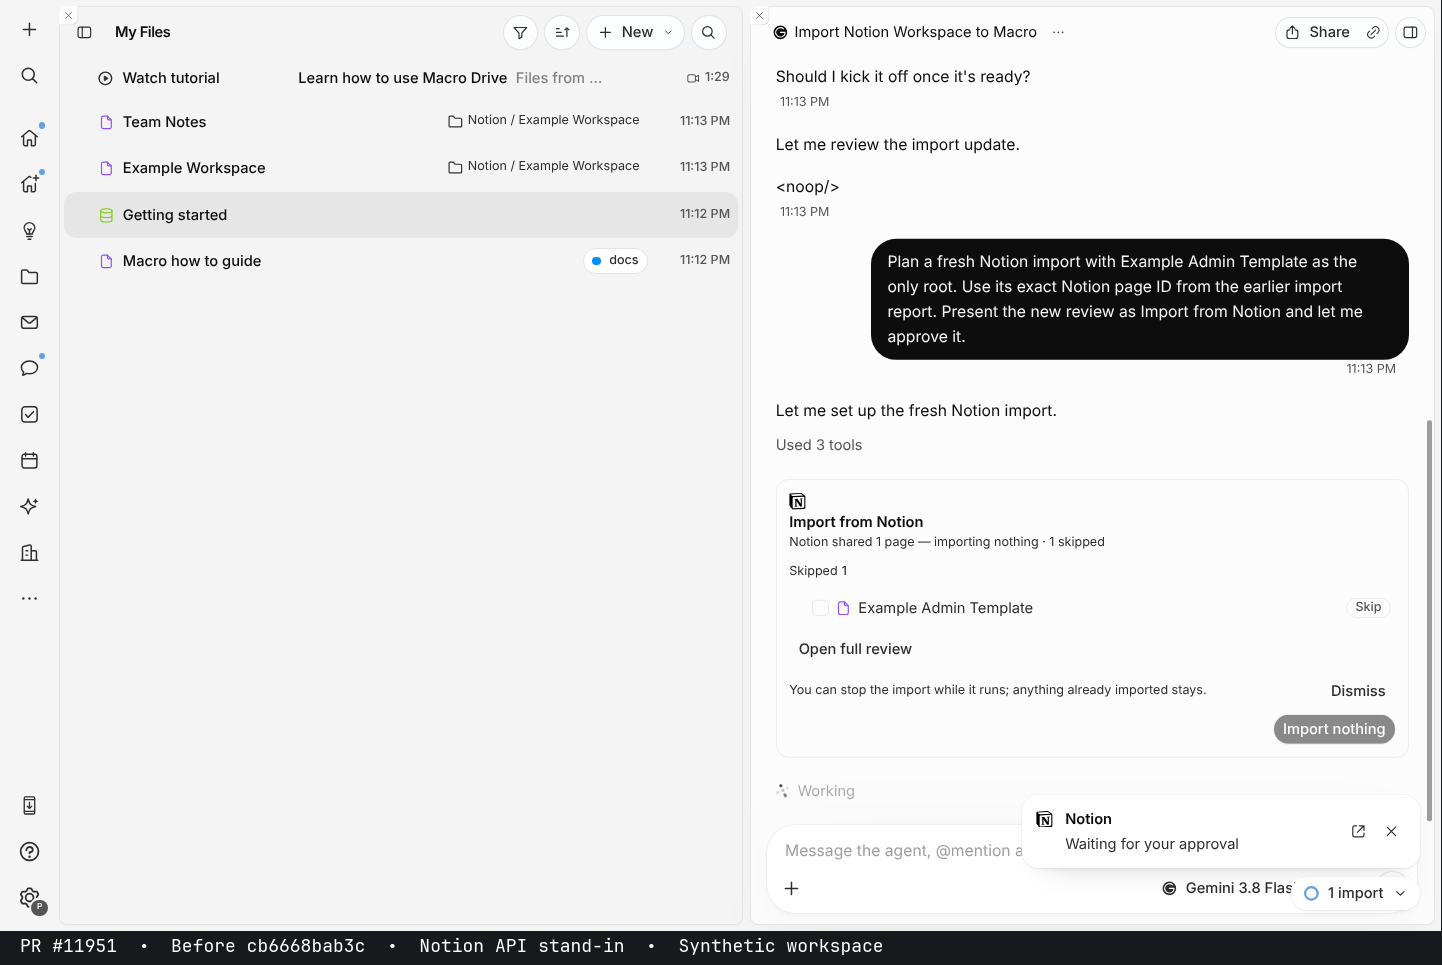 My Files
New
Watch tutorial
Learn how to use Macro Drive Files from ...
1:29
Team Notes
Notion / Example Workspace
11:13 PM
Example Workspace
Notion / Example Workspace
11:13 PM
Getting started
11:12 PM
Macro how to guide
docs
11:12 PM
P
Import Notion Workspace to Macro
Share
Should I kick it off once it's ready?
11:13 PM
Let me review the import update.
<noop/>
11:13 PM
Plan a fresh Notion import with Example Admin Template as the
only root. Use its exact Notion page ID from the earlier import
report. Present the new review as Import from Notion and let me
approve it.
11:13 PM
Let me set up the fresh Notion import.
Used 3 tools
Import from Notion
Notion shared 1 page — importing nothing · 1 skipped
Skipped 1
Example Admin Template
Skip
Open full review
You can stop the import while it runs; anything already imported stays.
Dismiss
Import nothing
Working
Notion
Waiting for your approval
Message the agent, @mention a
Gemini 3.8 Flas
1 import
PR #11951 • Before cb6668bab3c • Notion API stand-in • Synthetic workspace